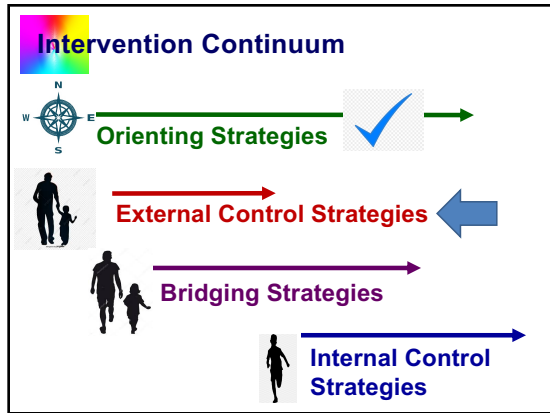 Intervention Continuum
N
W E
S
Orienting Strategies
External Control Strategies
Bridging Strategies
Internal Control
Strategies